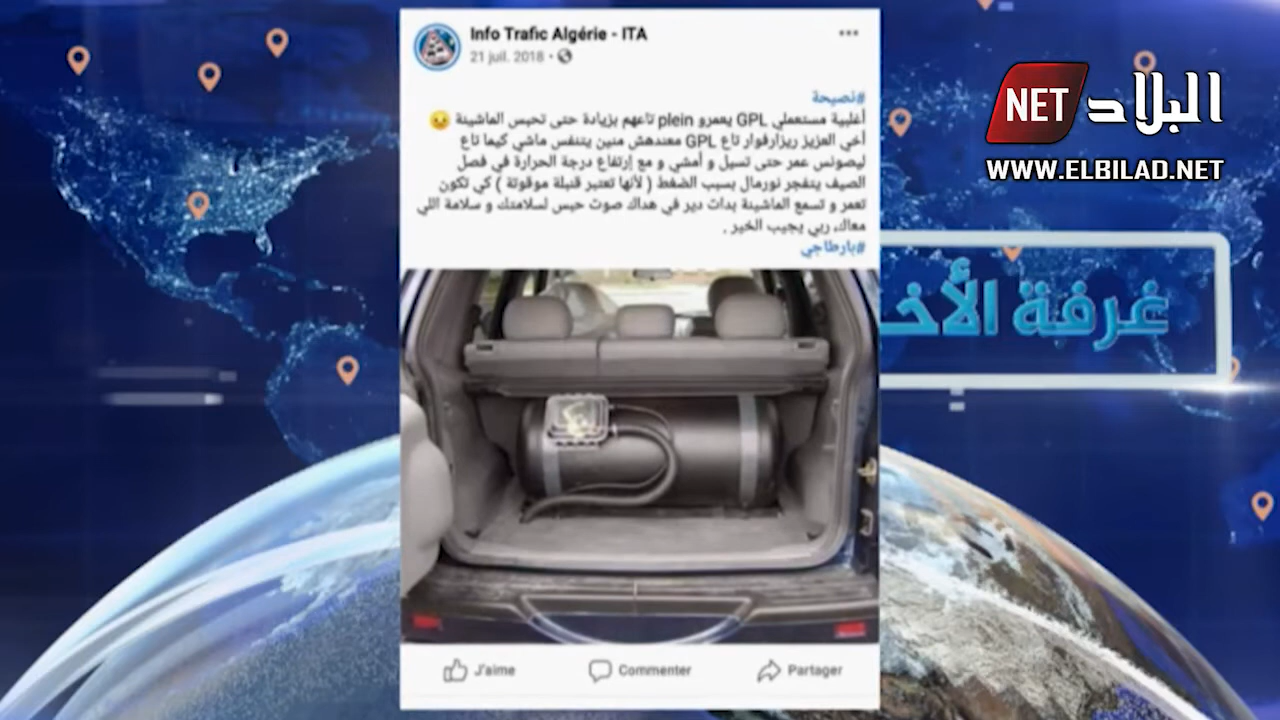 Info Trafic Algérie - ITA
21 juil. 2018
#نصيحة
أغلبية مستعملي GPL يعمرو plein تاعهم بزيادة حتى تحبس الماشينة
أخي العزيز ريزارفوار تاع GPL معندهش منين يتنفس ماشي كيما تاع
ليصونس عمر حتى تسيل و أمشي و مع إرتفاع درجة الحرارة في فصل
الصيف يتفجر نورمال بسبب الضغط ( لأنها تعتبر قنبلة موقوتة ) كي تكون
تعمر و تسمع الماشينة بدات دير في هداك صوت حبس لسلامتك و سلامة اللي
معاك، ربي يجيب الخير .
#بارطاجي
J'aime
Commenter
Partager
البلاد
NET
WWW.ELBILAD.NET
غرفة الأخ